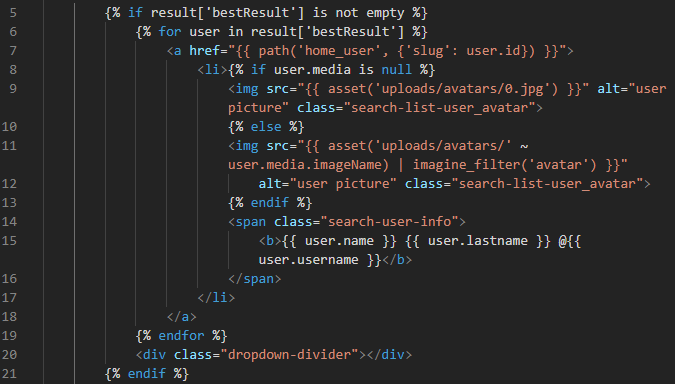 5 {% if result['bestResult'] is not empty %}
6 {% for user in result['bestResult'] %}
7 <a href="{{ path('home_user', {'slug': user.id}) }}">
8 <li>{% if user.media is null %}
9 <img src="{{ asset('uploads/avatars/0.jpg') }}" alt="user
picture" class="search-list-user_avatar">
10 {% else %}
11 <img src="{{ asset('uploads/avatars/' ~
user.media.imageName) | imagine_filter('avatar') }}"
12 alt="user picture" class="search-list-user_avatar">
13 {% endif %}
14 <span class="search-user-info">
15 <b>{{ user.name }} {{ user.lastname }} @{{
user.username }}</b>
16 </span>
17 </li>
18 </a>
19 {% endfor %}
20 <div class="dropdown-divider"></div>
21 {% endif %}